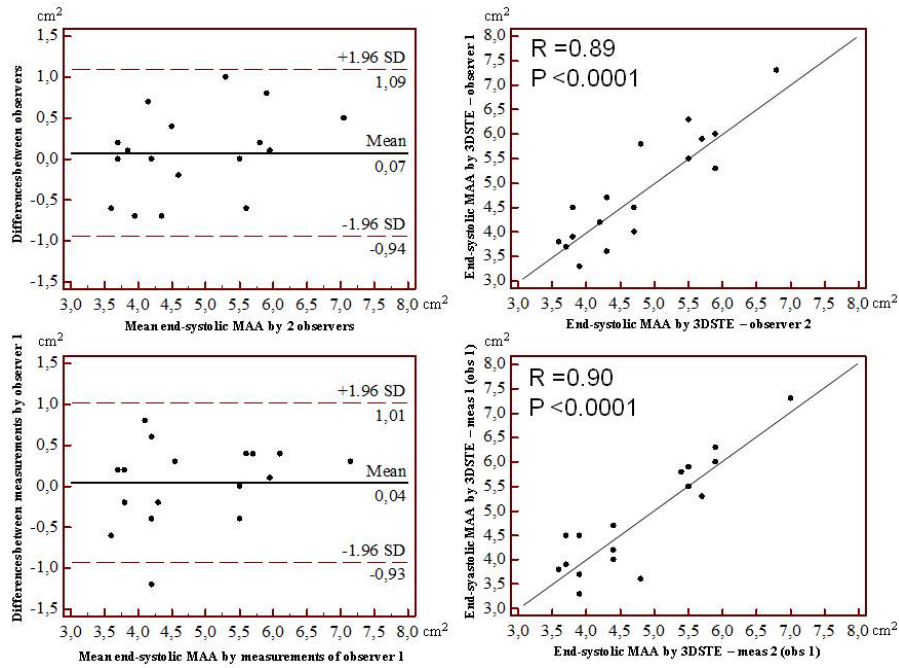 cm²
1,5
1,0
0,5
0,0
-0,5
-1,0
-1,5
Differencesbetween observers
+1.96 SD
1,09
Mean
0,07
-1.96 SD
-0,94
3,0 3,5 4,0 4,5 5,0 5,5 6,0 6,5 7,0 7,5 8,0 cm²
Mean end-systolic MAA by 2 observers
cm²
8,0
7,5
7,0
6,5
6,0
5,5
5,0
4,5
4,0
3,5
3,0
End-systolic MAA by 3DSTE – observer 1
R =0.89
P <0.0001
3,0 3,5 4,0 4,5 5,0 5,5 6,0 6,5 7,0 7,5 8,0 cm²
End-systolic MAA by 3DSTE – observer 2
cm²
1,5
1,0
0,5
0,0
-0,5
-1,0
-1,5
Differencesbetween measurements by observer 1
+1.96 SD
1,01
Mean
0,04
-1.96 SD
-0,93
3,0 3,5 4,0 4,5 5,0 5,5 6,0 6,5 7,0 7,5 8,0 cm²
Mean end-systolic MAA by measurements of observer 1
cm²
8,0
7,5
7,0
6,5
6,0
5,5
5,0
4,5
4,0
3,5
3,0
End-syastolic MAA by 3DSTE – meas 1 (obs 1)
R =0.90
P <0.0001
3,0 3,5 4,0 4,5 5,0 5,5 6,0 6,5 7,0 7,5 8,0 cm²
End-systolic MAA by 3DSTE – meas 2 (obs 1)